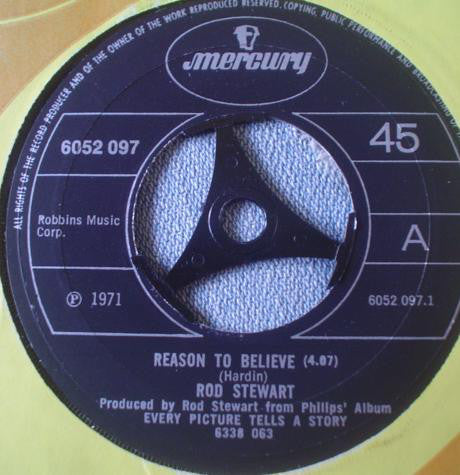 ALL RIGHTS OF THE RECORD PRODUCER AND OF THE OWNER OF THE WORK REPRODUCED RESERVED. COPYING, PUBLIC PERFORMANCE AND BROADCASTING
mercury
6052 097
45
Robbins Music
Corp.
A
℗ 1971
6052 097.1
REASON TO BELIEVE (4.07)
(Hardin)
ROD STEWART
Produced by Rod Stewart from Philips' Album
EVERY PICTURE TELLS A STORY
6338 063